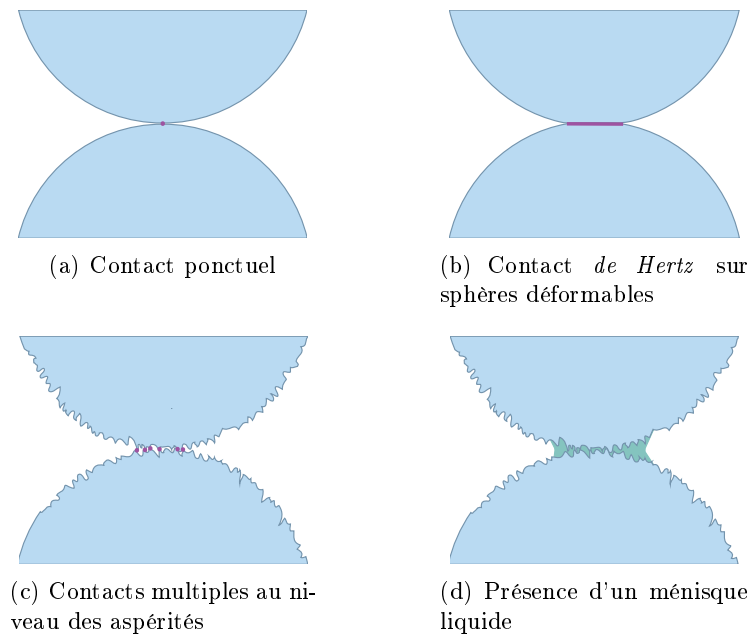 (a) Contact ponctuel
(b) Contact de Hertz sur
sphères déformables
(c) Contacts multiples au ni-
veau des aspérités
(d) Présence d'un ménisque
liquide